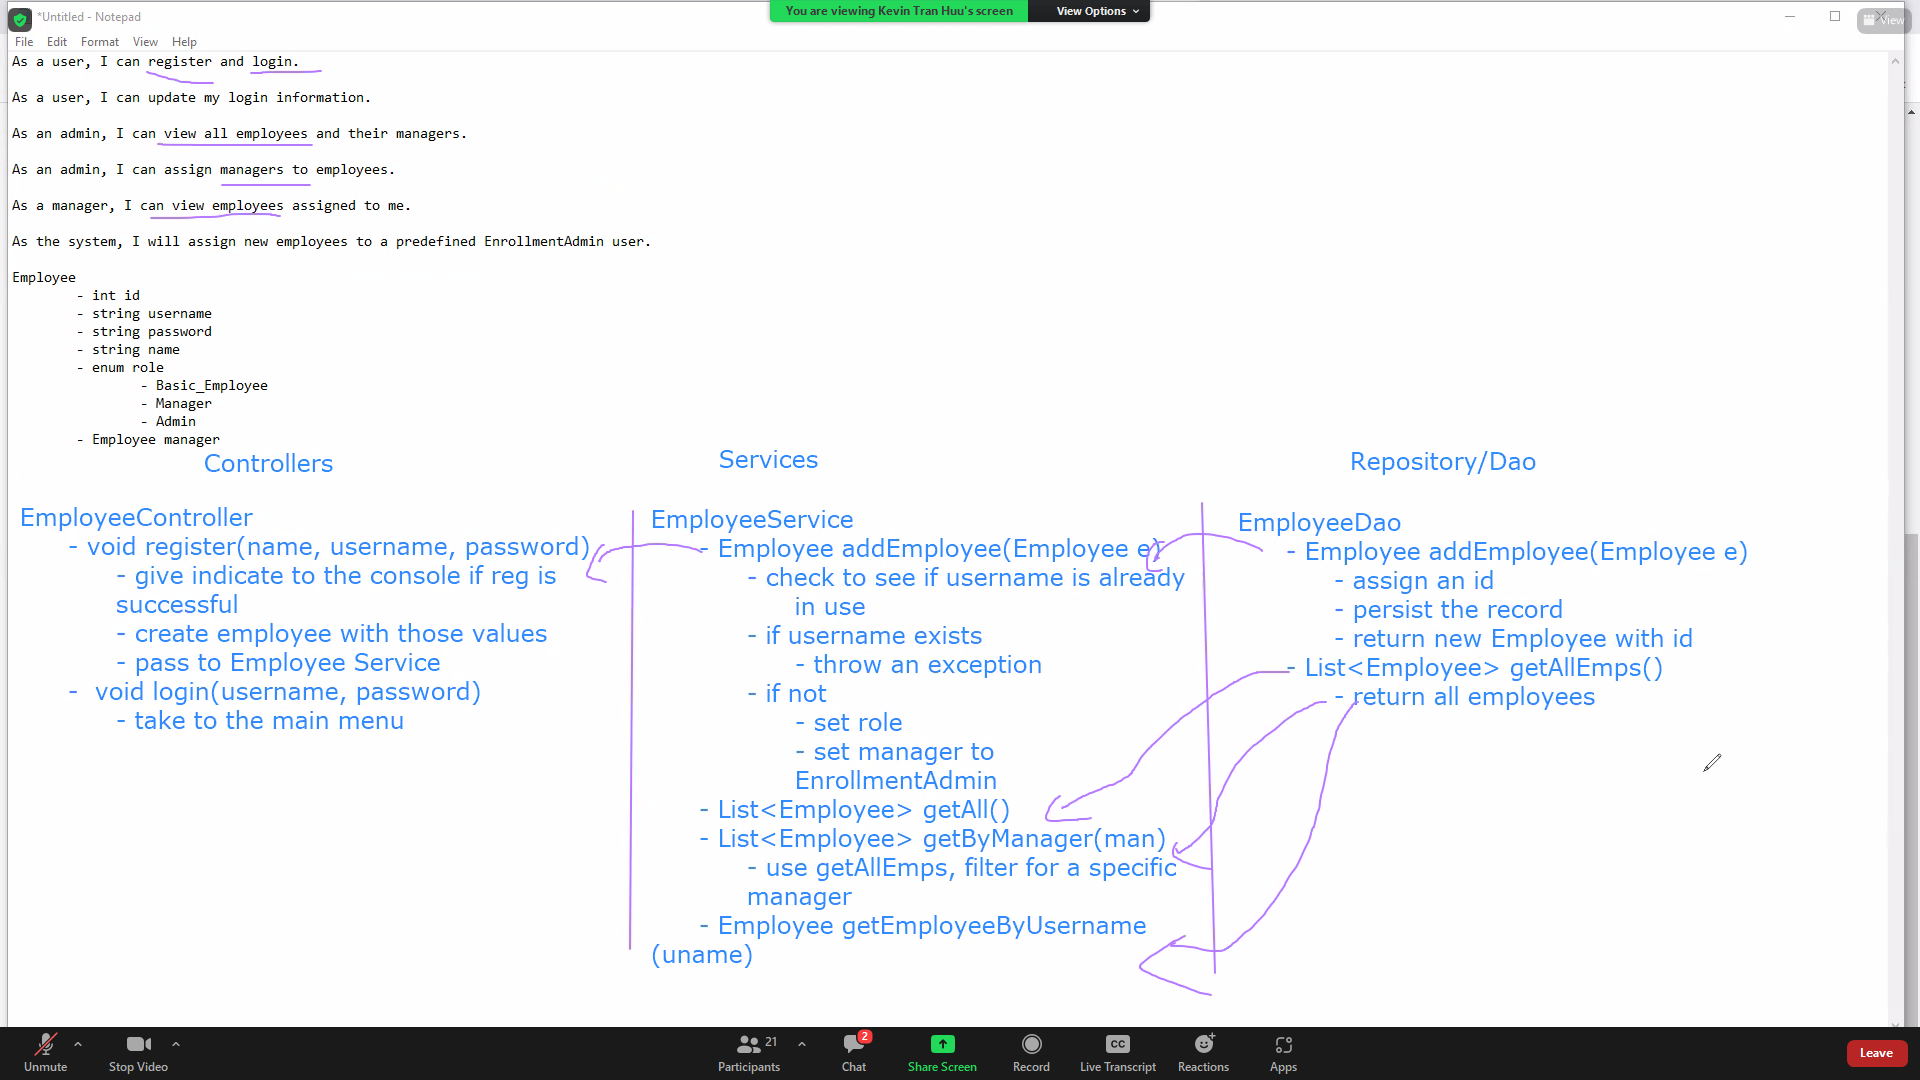 *Untitled - Notepad
You are viewing Kevin Tran Huu's screen
View Options
View
File Edit Format View Help
As a user, I can register and login.
As a user, I can update my login information.
As an admin, I can view all employees and their managers.
As an admin, I can assign managers to employees.
As a manager, I can view employees assigned to me.
As the system, I will assign new employees to a predefined EnrollmentAdmin user.
Employee
- int id
- string username
- string password
- string name
- enum role
- Basic_Employee
- Manager
- Admin
- Employee manager
Controllers
EmployeeController
- void register(name, username, password)
- give indicate to the console if reg is
successful
- create employee with those values
- pass to Employee Service
- void login(username, password)
- take to the main menu
Services
EmployeeService
- Employee addEmployee(Employee e)
- check to see if username is already
in use
- if username exists
- throw an exception
- if not
- set role
- set manager to
EnrollmentAdmin
- List<Employee> getAll()
- List<Employee> getByManager(man)
- use getAllEmps, filter for a specific
manager
- Employee getEmployeeByUsername
(uname)
Repository/Dao
EmployeeDao
- Employee addEmployee(Employee e)
- assign an id
- persist the record
- return new Employee with id
- List<Employee> getAllEmps()
- return all employees
Unmute
Stop Video
21
Participants
2
Chat
Share Screen
Record
CC
Live Transcript
Reactions
Apps
Leave